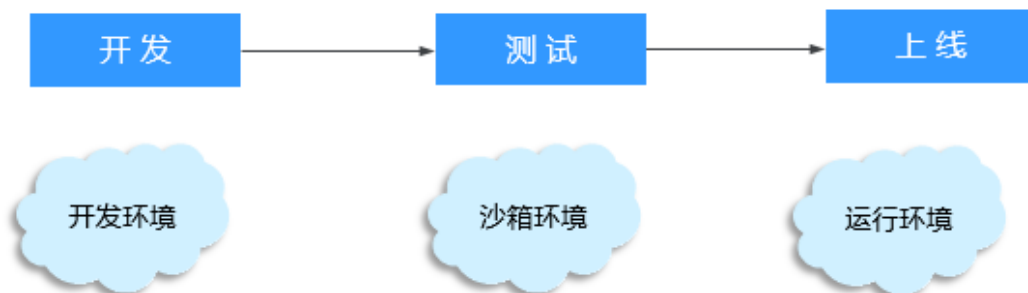 开发
测试
上线
开发环境
沙箱环境
运行环境